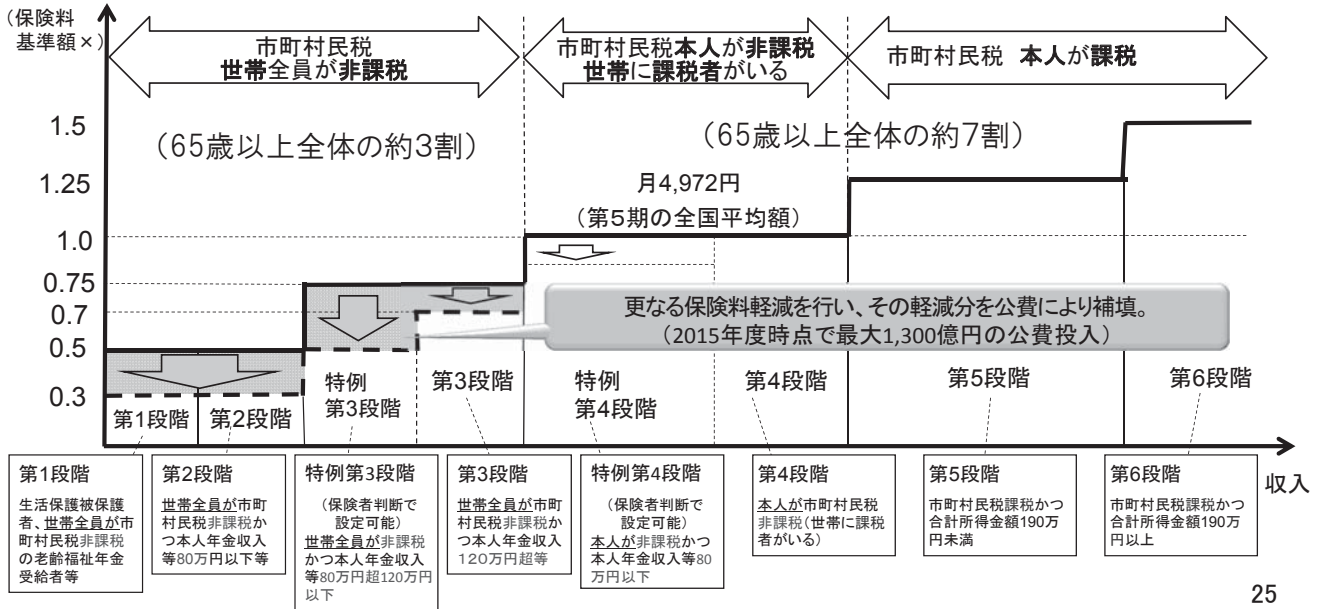 (保険料
基準額×)
市町村民税
世帯全員が非課税
市町村民税本人が非課税
世帯に課税者がいる
市町村民税 本人が課税
(65歳以上全体の約3割)
(65歳以上全体の約7割)
1.5
1.25
1.0
0.75
0.7
0.5
0.3
月4,972円
(第5期の全国平均額)
更なる保険料軽減を行い、その軽減分を公費により補填。
(2015年度時点で最大1,300億円の公費投入)
第1段階
第2段階
特例
第3段階
第3段階
特例
第4段階
第4段階
第5段階
第6段階
収入
第1段階
生活保護被保護
者、世帯全員が市
町村民税非課税
の老齢福祉年金
受給者等
第2段階
世帯全員が市町
村民税非課税か
つ本人年金収入
等80万円以下等
特例第3段階
(保険者判断で
設定可能)
世帯全員が非課税
かつ本人年金収入
等80万円超120万円
以下
第3段階
世帯全員が市町
村民税非課税か
つ本人年金収入
120万円超等
特例第4段階
(保険者判断で
設定可能)
本人が非課税かつ
本人年金収入等80
万円以下
第4段階
本人が市町村民税
非課税(世帯に課税
者がいる)
第5段階
市町村民税課税かつ
合計所得金額190万
円未満
第6段階
市町村民税課税かつ
合計所得金額190万
円以上
25